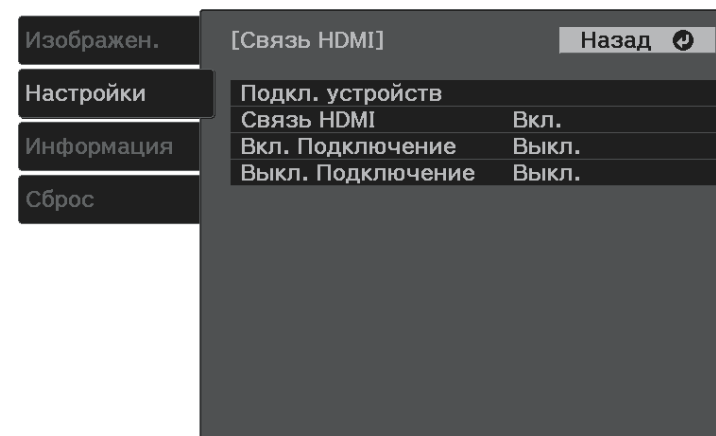 Изображен.
Настройки
Информация
Сброс
[Связь HDMI]
Назад
Подкл. устройств
Связь HDMI Вкл.
Вкл. Подключение Выкл.
Выкл. Подключение Выкл.